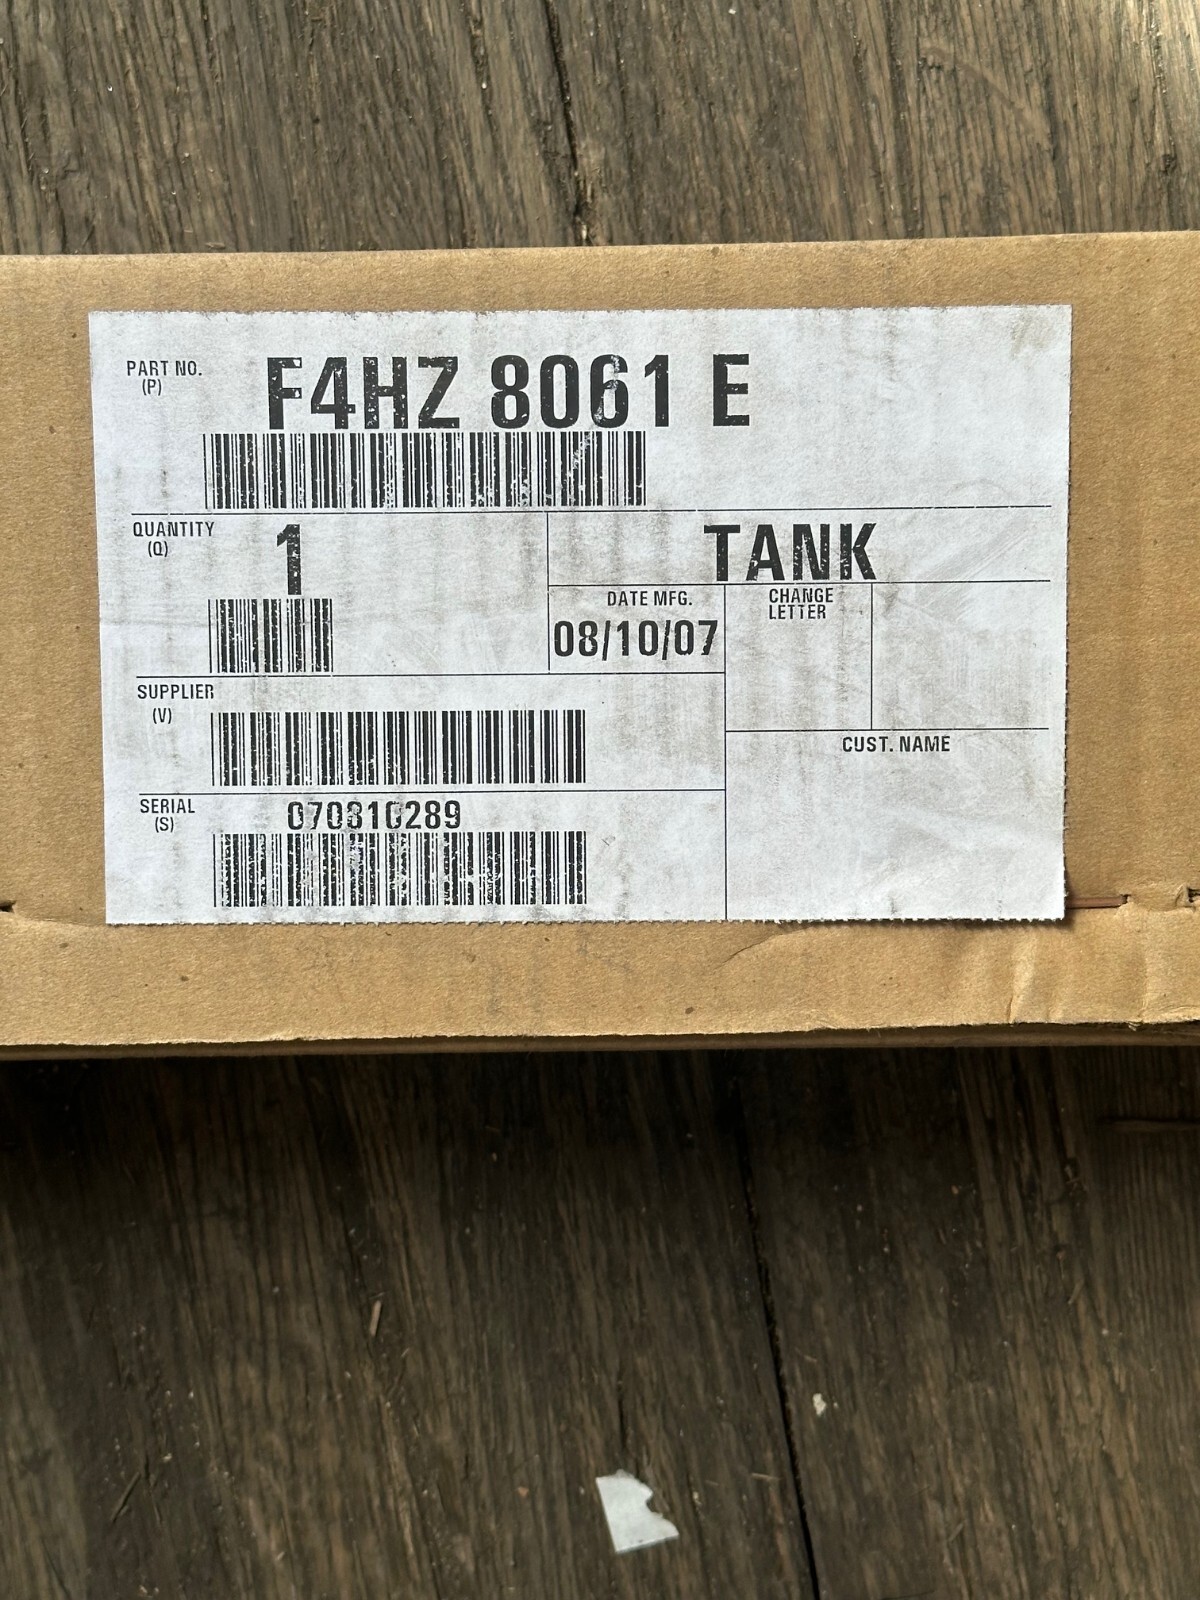 PART NO.
(P)
F4HZ 8061 E
QUANTITY
(Q)
1
TANK
DATE MFG.
08/10/07
CHANGE
LETTER
SUPPLIER
(V)
CUST. NAME
SERIAL
(S)
070810289